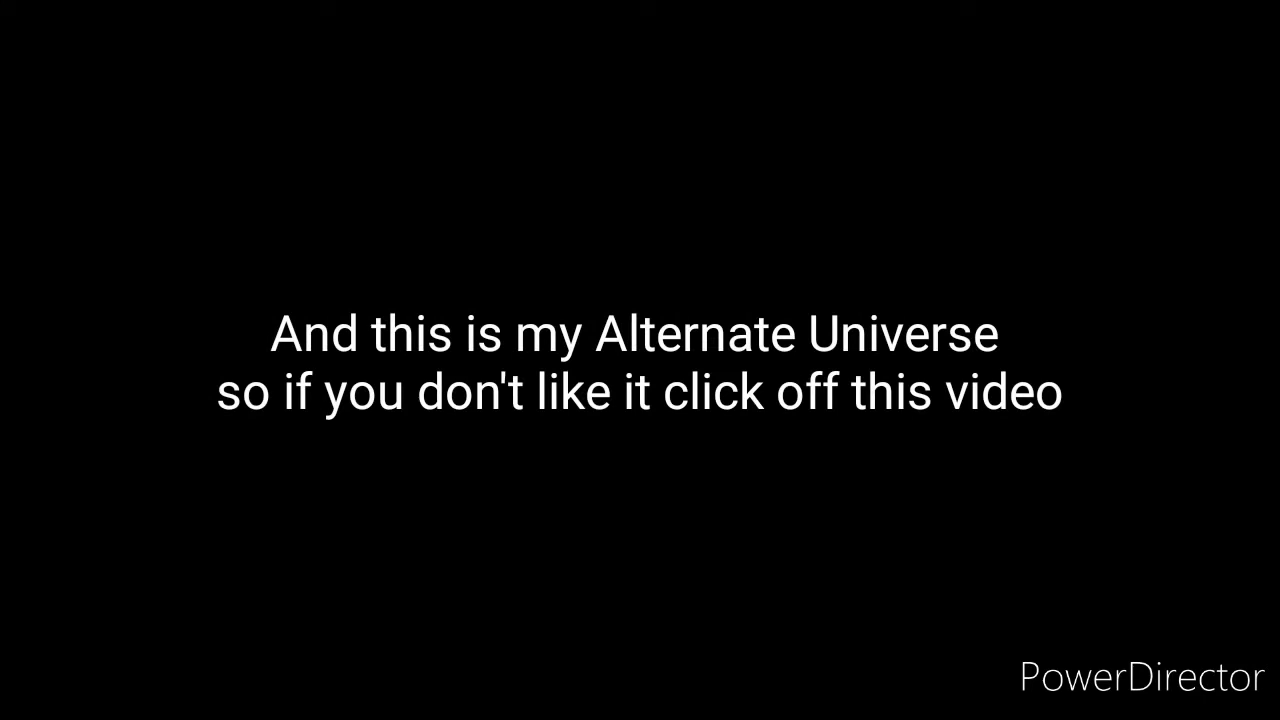 And this is my Alternate Universe
so if you don't like it click off this video
PowerDirector